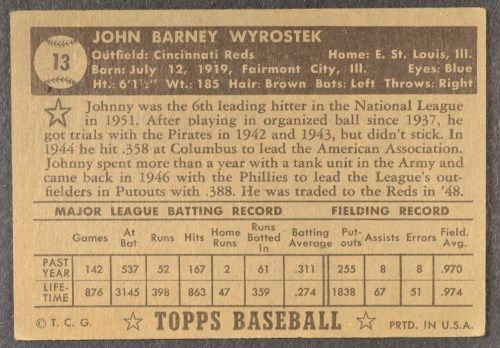 13
JOHN BARNEY WYROSTEK
Outfield: Cincinnati Reds Home: E. St. Louis, Ill.
Born: July 12, 1919, Fairmont City, Ill. Eyes: Blue
Ht.: 6'1½" Wt.: 185 Hair: Brown Bats: Left Throws: Right
Johnny was the 6th leading hitter in the National League
in 1951. After playing in organized ball since 1937, he
got trials with the Pirates in 1942 and 1943, but didn't stick. In
1944 he hit .358 at Columbus to lead the American Association.
Johnny spent more than a year with a tank unit in the Army and
came back in 1946 with the Phillies to lead the League's out-
fielders in Putouts with .388. He was traded to the Reds in '48.
MAJOR LEAGUE BATTING RECORD FIELDING RECORD
Games At Bat Runs Hits Home Runs Runs Batted In Batting Average Put-outs Assists Errors Field. Avg.
PAST YEAR 142 537 52 167 2 61 .311 255 8 8 .970
LIFE-TIME 876 3145 398 863 47 359 .274 1838 67 51 .974
© T. C. G. TOPPS BASEBALL PRTD. IN U.S.A.